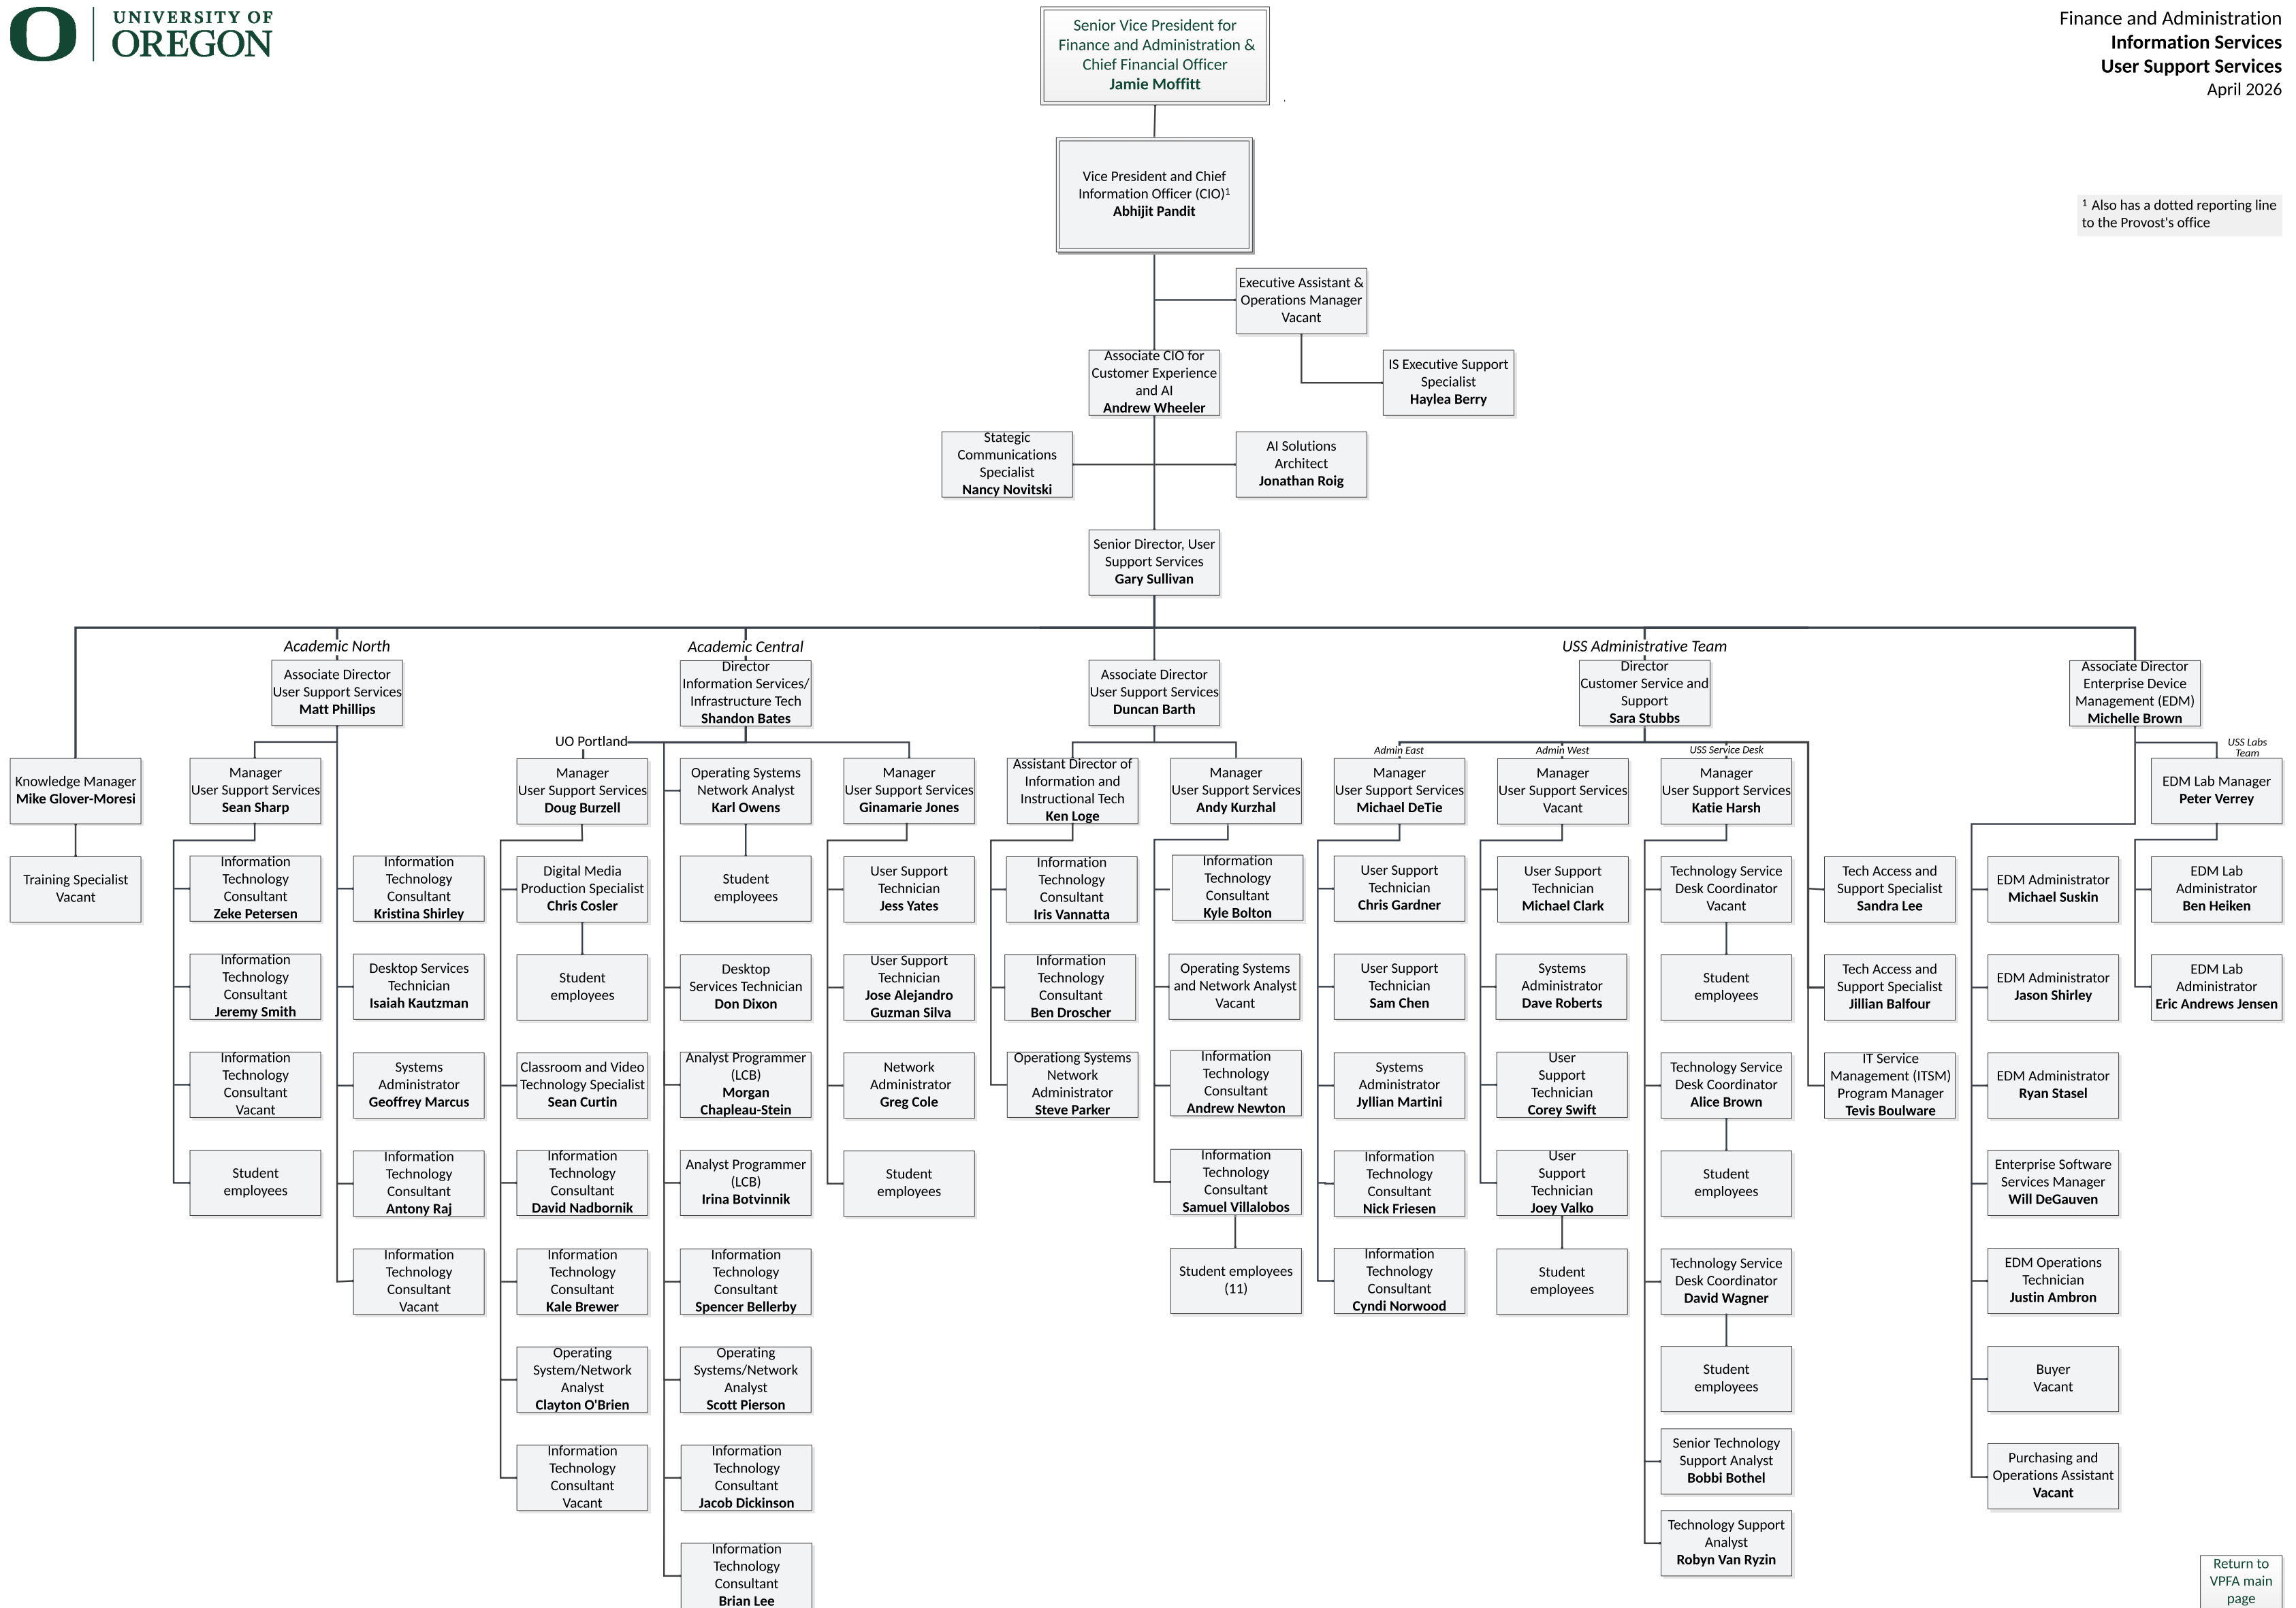 UNIVERSITY OF
OREGON
Senior Vice President for
Finance and Administration &
Chief Financial Officer
Jamie Moffitt
Finance and Administration
Information Services
User Support Services
April 2026
Vice President and Chief
Information Officer (CIO)¹
Abhijit Pandit
¹ Also has a dotted reporting line
to the Provost's office
Executive Assistant &
Operations Manager
Vacant
Associate CIO for
Customer Experience
and AI
Andrew Wheeler
IS Executive Support
Specialist
Haylea Berry
Stategic
Communications
Specialist
Nancy Novitski
AI Solutions
Architect
Jonathan Roig
Senior Director, User
Support Services
Gary Sullivan
Academic North
Associate Director
User Support Services
Matt Phillips
Academic Central
Director
Information Services/
Infrastructure Tech
Shandon Bates
Associate Director
User Support Services
Duncan Barth
USS Administrative Team
Director
Customer Service and
Support
Sara Stubbs
Associate Director
Enterprise Device
Management (EDM)
Michelle Brown
Knowledge Manager
Mike Glover-Moresi
Training Specialist
Vacant
Manager
User Support Services
Sean Sharp
Information
Technology
Consultant
Zeke Petersen
Information
Technology
Consultant
Jeremy Smith
Information
Technology
Consultant
Vacant
Student
employees
Information
Technology
Consultant
Kristina Shirley
Desktop Services
Technician
Isaiah Kautzman
Systems
Administrator
Geoffrey Marcus
Information
Technology
Consultant
Antony Raj
Information
Technology
Consultant
Vacant
UO Portland
Manager
User Support Services
Doug Burzell
Digital Media
Production Specialist
Chris Cosler
Student
employees
Classroom and Video
Technology Specialist
Sean Curtin
Information
Technology
Consultant
David Nadbornik
Information
Technology
Consultant
Kale Brewer
Operating
System/Network
Analyst
Clayton O'Brien
Information
Technology
Consultant
Vacant
Operating Systems
Network Analyst
Karl Owens
Student
employees
Desktop
Services Technician
Don Dixon
Analyst Programmer
(LCB)
Morgan
Chapleau-Stein
Analyst Programmer
(LCB)
Irina Botvinnik
Information
Technology
Consultant
Spencer Bellerby
Operating
Systems/Network
Analyst
Scott Pierson
Information
Technology
Consultant
Jacob Dickinson
Information
Technology
Consultant
Brian Lee
Manager
User Support Services
Ginamarie Jones
User Support
Technician
Jess Yates
User Support
Technician
Jose Alejandro
Guzman Silva
Network
Administrator
Greg Cole
Student
employees
Assistant Director of
Information and
Instructional Tech
Ken Loge
Information
Technology
Consultant
Iris Vannatta
Information
Technology
Consultant
Ben Droscher
Operationg Systems
Network
Administrator
Steve Parker
Manager
User Support Services
Andy Kurzhal
Information
Technology
Consultant
Kyle Bolton
Operating Systems
and Network Analyst
Vacant
Information
Technology
Consultant
Andrew Newton
Information
Technology
Consultant
Samuel Villalobos
Student employees
(11)
Admin East
Manager
User Support Services
Michael DeTie
User Support
Technician
Chris Gardner
User Support
Technician
Sam Chen
Systems
Administrator
Jyllian Martini
Information
Technology
Consultant
Nick Friesen
Information
Technology
Consultant
Cyndi Norwood
Admin West
Manager
User Support Services
Vacant
User Support
Technician
Michael Clark
Systems
Administrator
Dave Roberts
User
Support
Technician
Corey Swift
User
Support
Technician
Joey Valko
Student
employees
USS Service Desk
Manager
User Support Services
Katie Harsh
Technology Service
Desk Coordinator
Vacant
Student
employees
Technology Service
Desk Coordinator
Alice Brown
Student
employees
Technology Service
Desk Coordinator
David Wagner
Student
employees
Senior Technology
Support Analyst
Bobbi Bothel
Technology Support
Analyst
Robyn Van Ryzin
Tech Access and
Support Specialist
Sandra Lee
Tech Access and
Support Specialist
Jillian Balfour
IT Service
Management (ITSM)
Program Manager
Tevis Boulware
EDM Administrator
Michael Suskin
EDM Administrator
Jason Shirley
EDM Administrator
Ryan Stasel
Enterprise Software
Services Manager
Will DeGauven
EDM Operations
Technician
Justin Ambron
Buyer
Vacant
Purchasing and
Operations Assistant
Vacant
USS Labs
Team
EDM Lab Manager
Peter Verrey
EDM Lab
Administrator
Ben Heiken
EDM Lab
Administrator
Eric Andrews Jensen
Return to
VPFA main
page